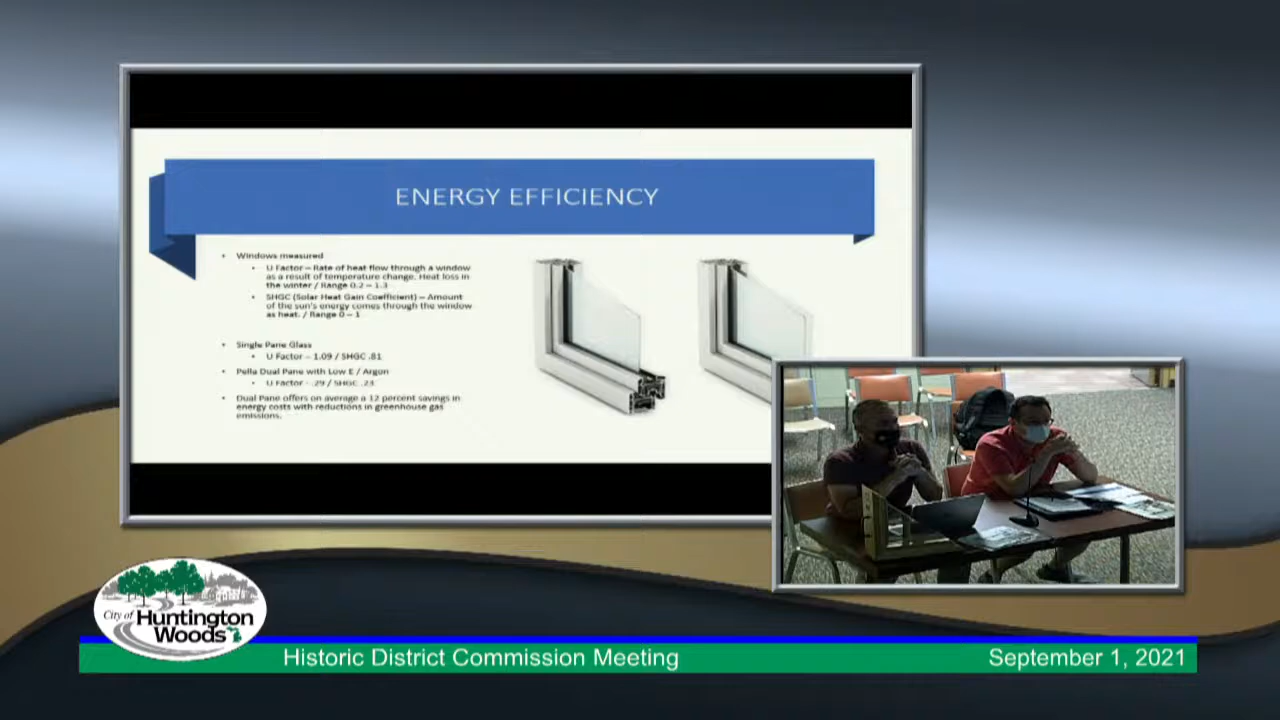 ENERGY EFFICIENCY
• Windows measured
• U Factor – Rate of heat flow through a window
as a result of temperature change. Heat loss in
the winter / Range 0.2 – 1.3
• SHGC (Solar Heat Gain Coefficient) – Amount
of the sun's energy comes through the window
as heat. / Range 0 – 1
• Single Pane Glass
• U Factor – 1.09 / SHGC .81
• Pella Dual Pane with Low E / Argon
• U Factor - .29 / SHGC .23
• Dual Pane offers on average a 12 percent savings in
energy costs with reductions in greenhouse gas
emissions.
City of
Huntington
Woods
Historic District Commission Meeting
September 1, 2021